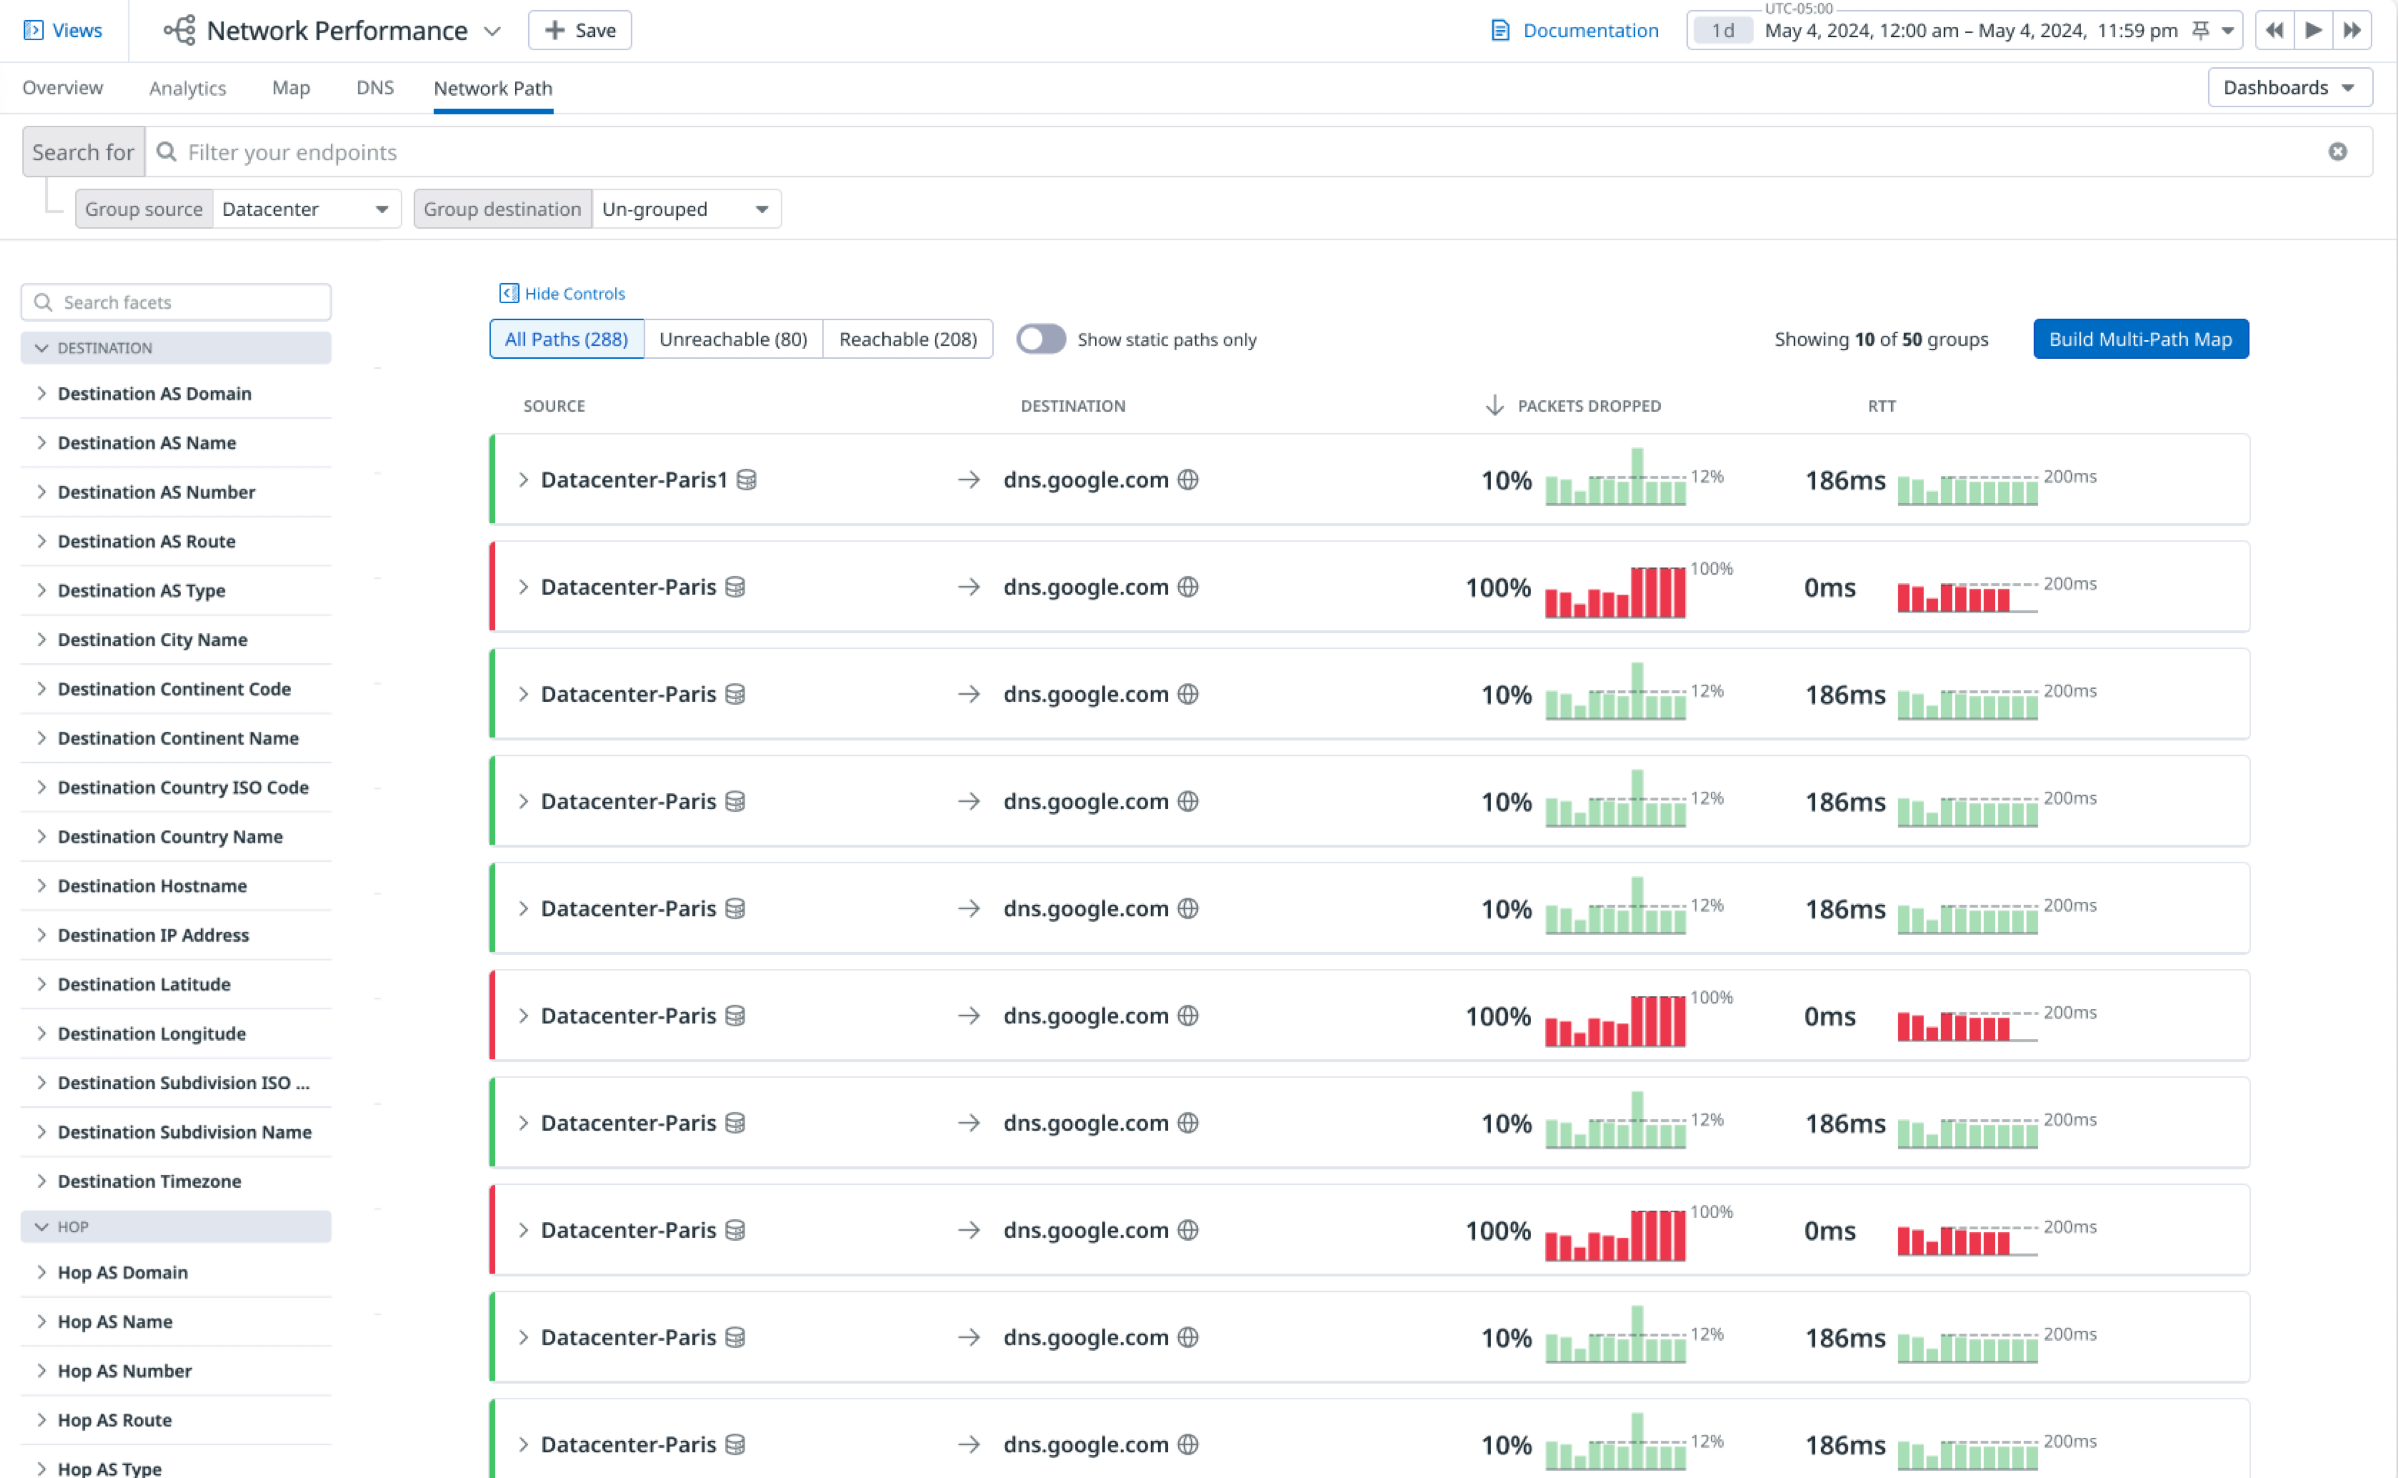 Views
Network Performance
Save
Documentation
UTC-05:00
1d May 4, 2024, 12:00 am – May 4, 2024, 11:59 pm
Overview Analytics Map DNS Network Path
Dashboards
Search for Filter your endpoints
Group source Datacenter Group destination Un-grouped
Search facets
DESTINATION
Destination AS Domain
Destination AS Name
Destination AS Number
Destination AS Route
Destination AS Type
Destination City Name
Destination Continent Code
Destination Continent Name
Destination Country ISO Code
Destination Country Name
Destination Hostname
Destination IP Address
Destination Latitude
Destination Longitude
Destination Subdivision ISO ...
Destination Subdivision Name
Destination Timezone
HOP
Hop AS Domain
Hop AS Name
Hop AS Number
Hop AS Route
Hop AS Type
Hide Controls
All Paths (288) Unreachable (80) Reachable (208) Show static paths only
Showing 10 of 50 groups Build Multi-Path Map
SOURCE DESTINATION PACKETS DROPPED RTT
Datacenter-Paris1 dns.google.com 10% 12% 186ms 200ms
Datacenter-Paris dns.google.com 100% 100% 0ms 200ms
Datacenter-Paris dns.google.com 10% 12% 186ms 200ms
Datacenter-Paris dns.google.com 10% 12% 186ms 200ms
Datacenter-Paris dns.google.com 10% 12% 186ms 200ms
Datacenter-Paris dns.google.com 100% 100% 0ms 200ms
Datacenter-Paris dns.google.com 10% 12% 186ms 200ms
Datacenter-Paris dns.google.com 100% 100% 0ms 200ms
Datacenter-Paris dns.google.com 10% 12% 186ms 200ms
Datacenter-Paris dns.google.com 10% 12% 186ms 200ms